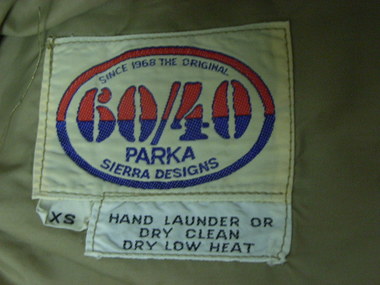 SINCE 1968 THE ORIGINAL
60/40
PARKA
SIERRA DESIGNS
XS
HAND LAUNDER OR
DRY CLEAN
DRY LOW HEAT